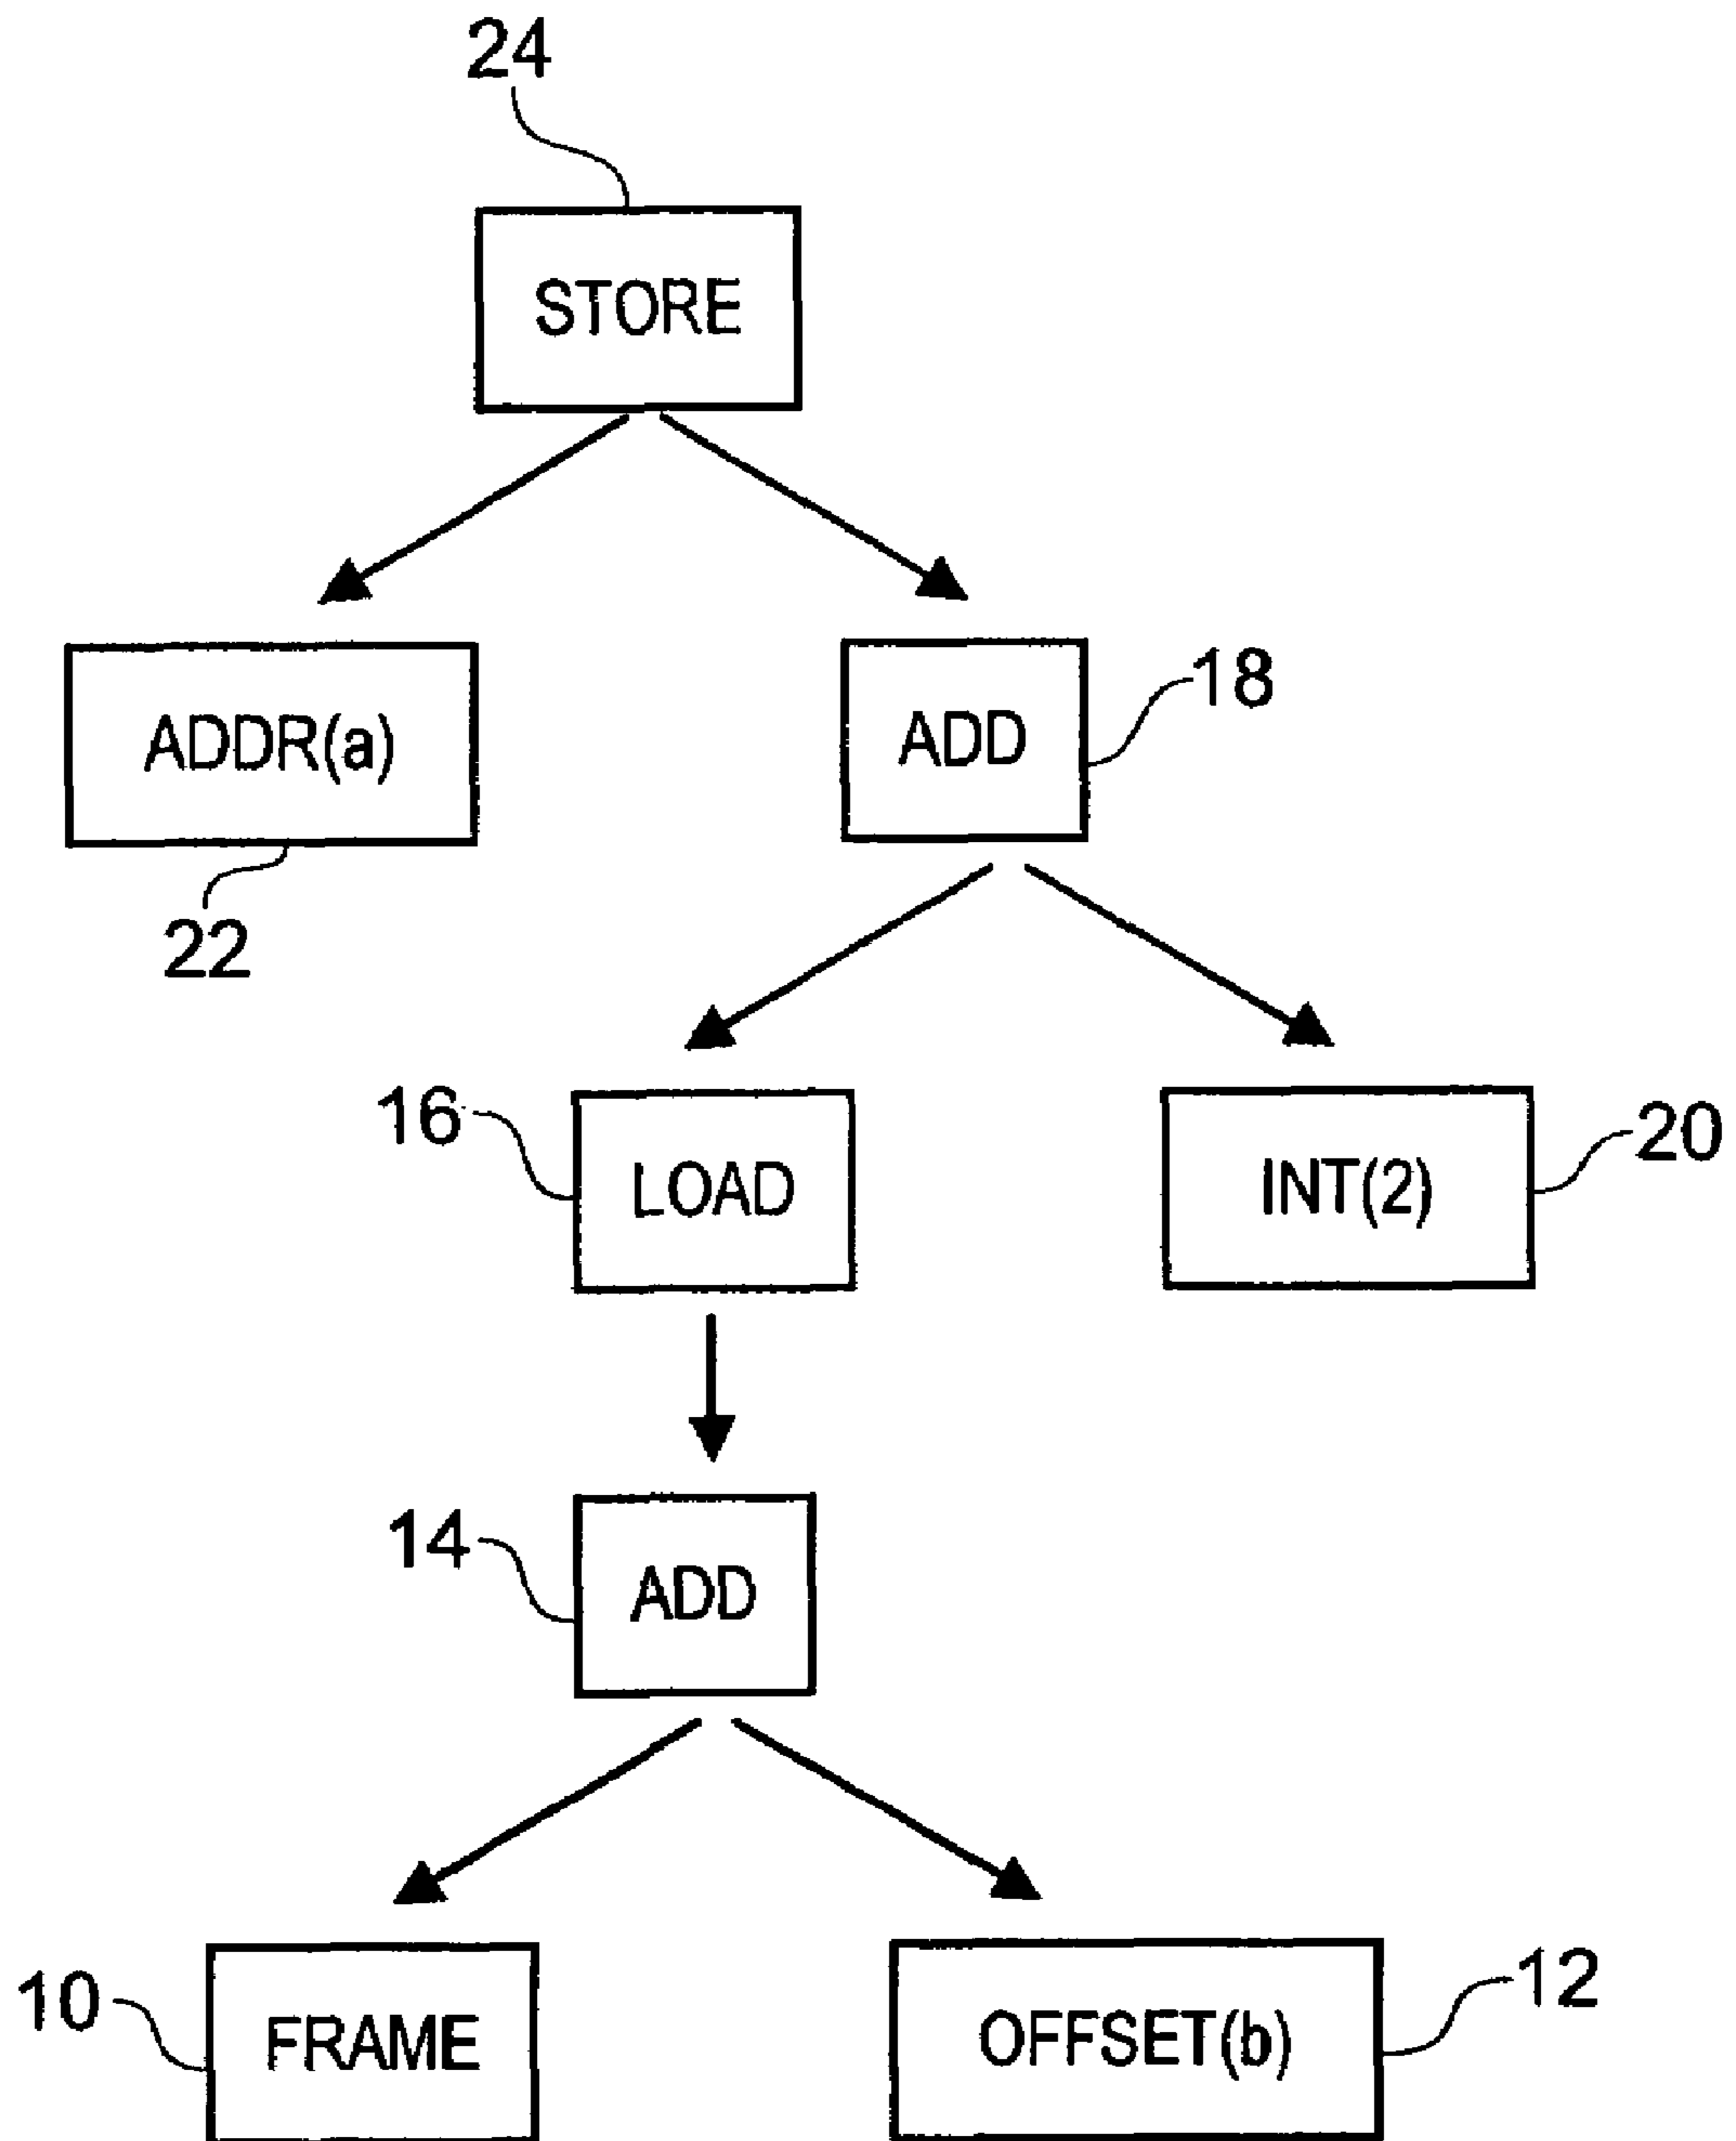 24
STORE
ADDR(a)
ADD
18
22
16
LOAD
INT(2)
20
14
ADD
10
FRAME
OFFSET(b)
12